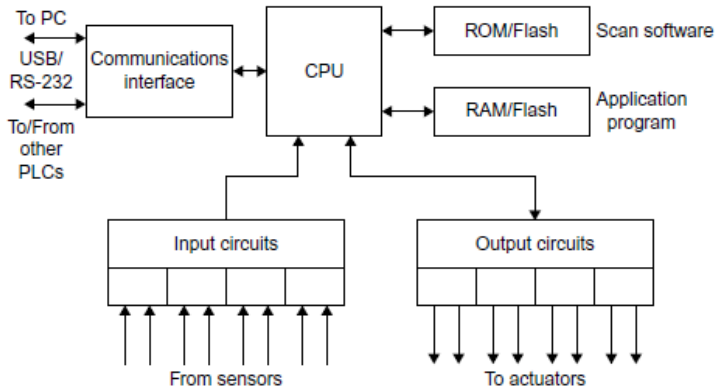 To PC
USB/
RS-232
To/From
other
PLCs
Communications
interface
CPU
ROM/Flash
Scan software
RAM/Flash
Application
program
Input circuits
Output circuits
From sensors
To actuators